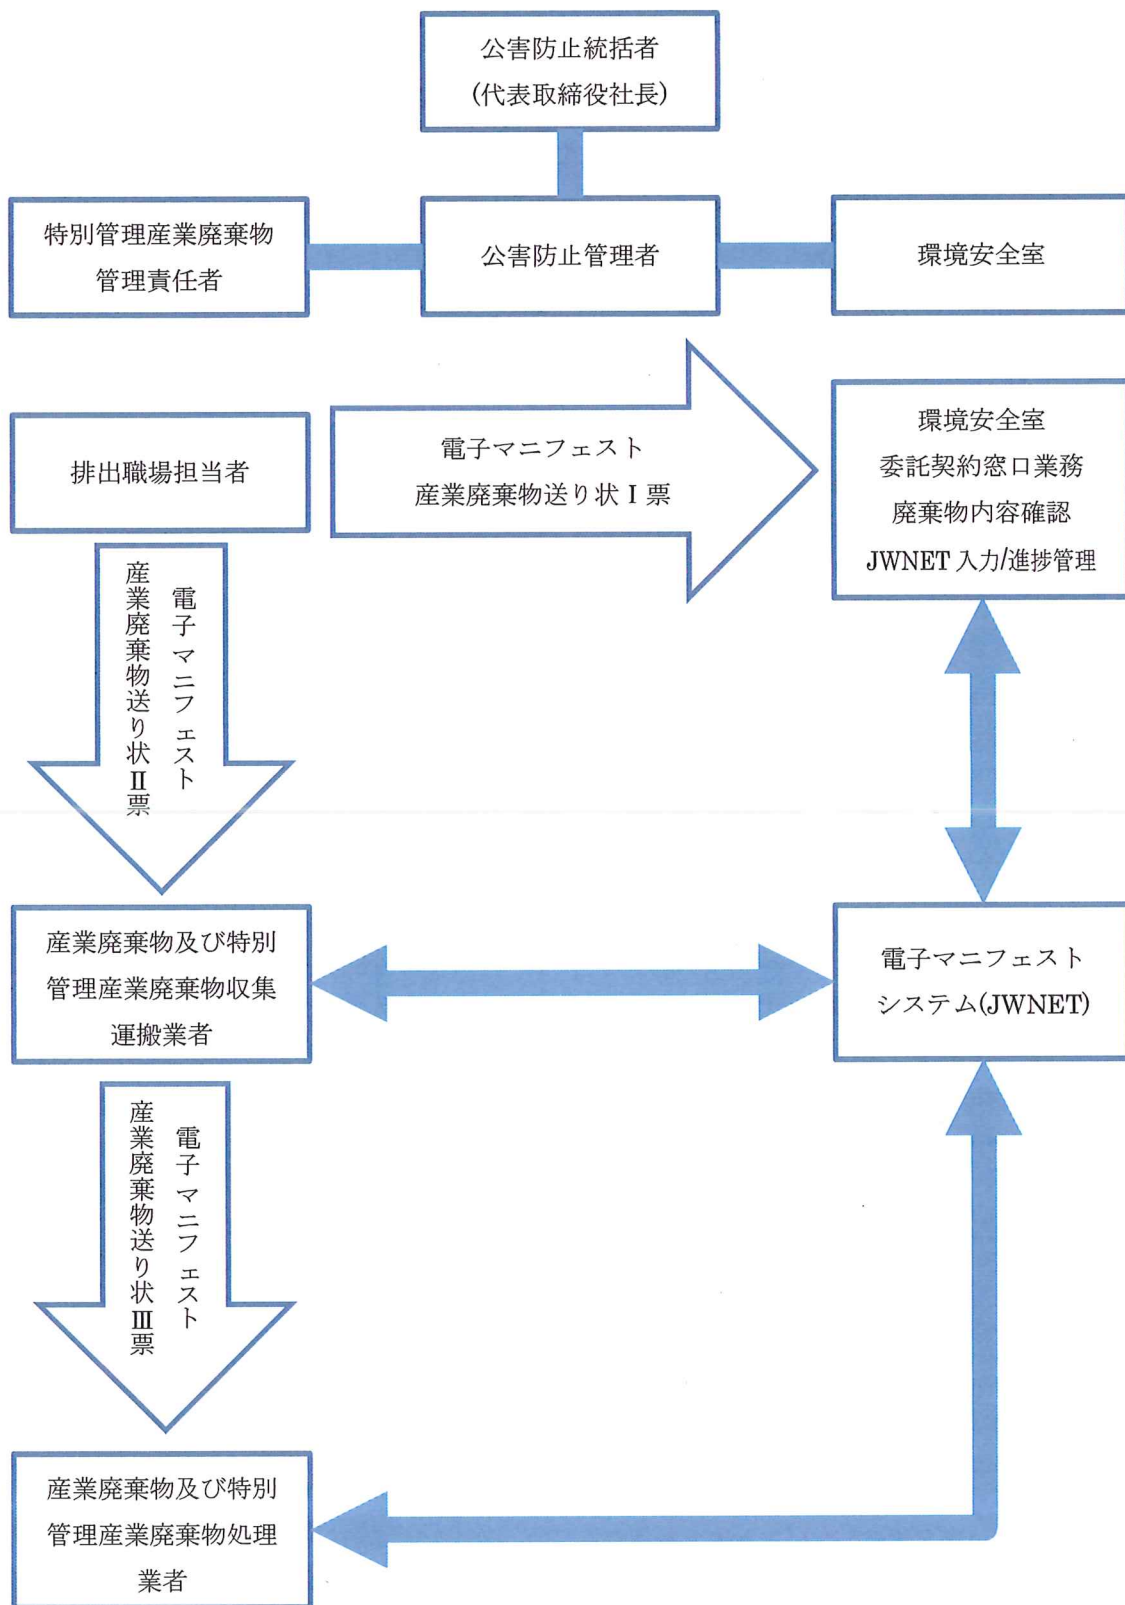 公害防止統括者
(代表取締役社長)
特別管理産業廃棄物
管理責任者
公害防止管理者
環境安全室
排出職場担当者
電子マニフェスト
産業廃棄物送り状Ⅰ票
環境安全室
委託契約窓口業務
廃棄物内容確認
JWNET 入力/進捗管理
電子マニフェスト
産業廃棄物送り状Ⅱ票
産業廃棄物及び特別
管理産業廃棄物収集
運搬業者
電子マニフェスト
システム(JWNET)
電子マニフェスト
産業廃棄物送り状Ⅲ票
産業廃棄物及び特別
管理産業廃棄物処理
業者